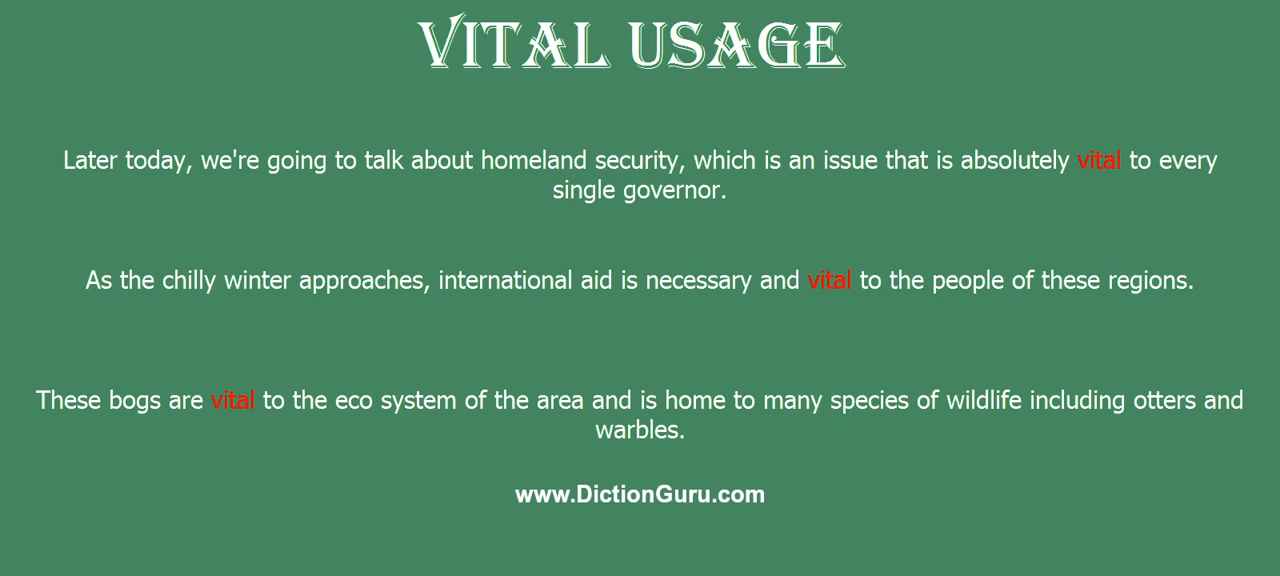 VITAL USAGE
Later today, we're going to talk about homeland security, which is an issue that is absolutely vital to every
single governor.
As the chilly winter approaches, international aid is necessary and vital to the people of these regions.
These bogs are vital to the eco system of the area and is home to many species of wildlife including otters and
warbles.
www.DictionGuru.com